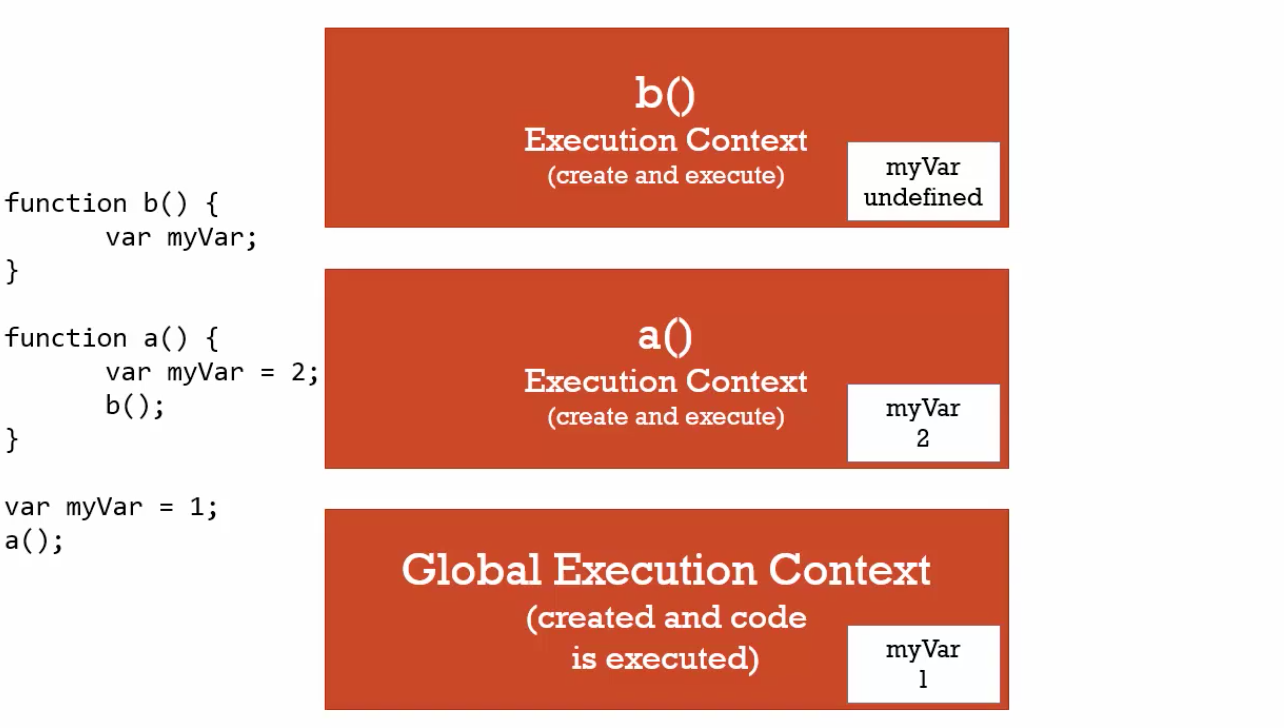 function b() {
var myVar;
}
function a() {
var myVar = 2;
b();
}
var myVar = 1;
a();
b()
Execution Context
(create and execute)
myVar
undefined
a()
Execution Context
(create and execute)
myVar
2
Global Execution Context
(created and code
is executed)
myVar
1